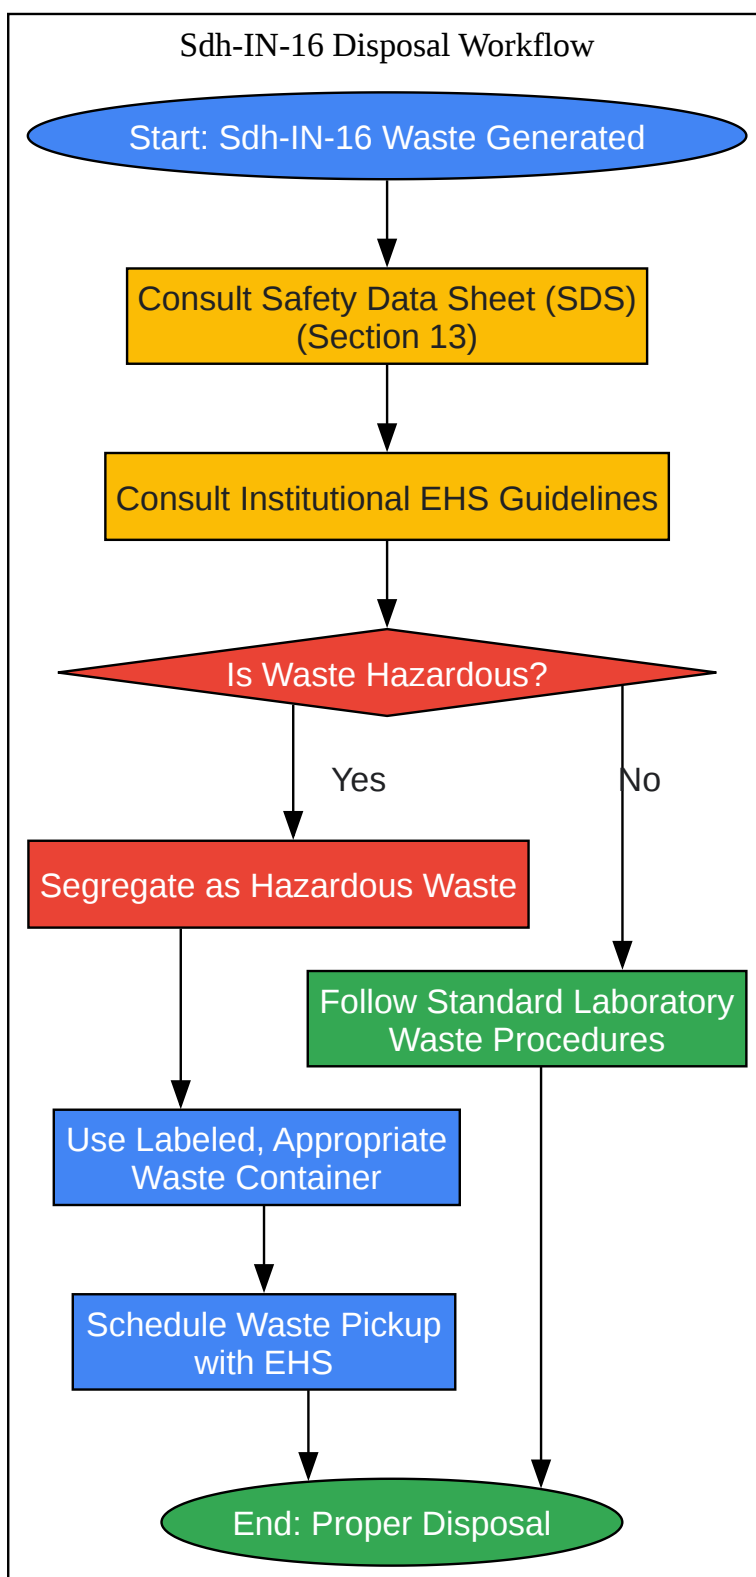 Sdh-IN-16 Disposal Workflow
Start: Sdh-IN-16 Waste Generated
Consult Safety Data Sheet (SDS)
(Section 13)
Consult Institutional EHS Guidelines
Is Waste Hazardous?
Yes
No
Segregate as Hazardous Waste
Follow Standard Laboratory
Waste Procedures
Use Labeled, Appropriate
Waste Container
Schedule Waste Pickup
with EHS
End: Proper Disposal